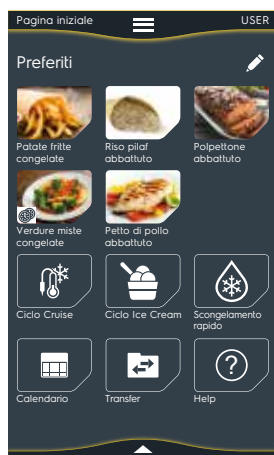 Pagina iniziale USER
Preferiti
Patate fritte
congelate
Riso pilaf
abbattuto
Polpettone
abbattuto
Verdure miste
congelate
Petto di pollo
abbattuto
Ciclo Cruise
Ciclo Ice Cream
Scongelamento
rapido
Calendario
Transfer
?
Help